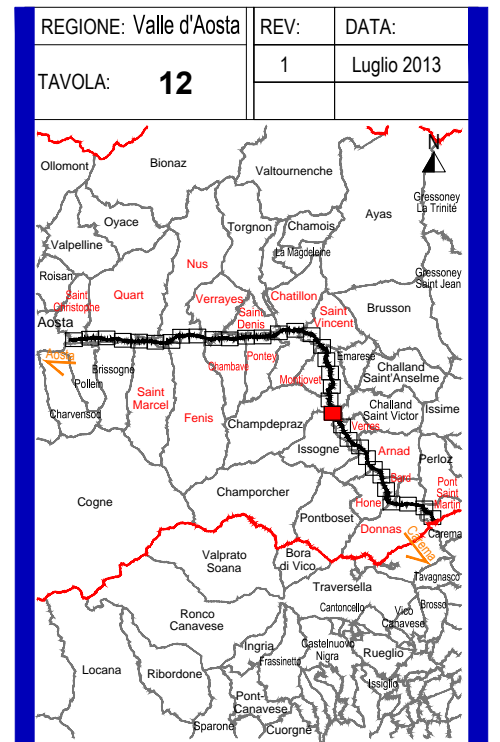 REGIONE: Valle d'Aosta
REV:
DATA:
TAVOLA: 12
1
Luglio 2013
N
Ollomont
Bionaz
Valtournenche
Ayas
Gressoney
La Trinité
Oyace
Torgnon
Chamois
Valpelline
La Magdeleine
Nus
Roisan
Gressoney
Saint Jean
Saint
Christophe
Quart
Verrayes
Chatillon
Saint
Denis
Saint
Vincent
Brusson
Aosta
Aosta
Brissogne
Pollein
Chambave
Pontey
Emarese
Challand
Saint'Anselme
Montjovet
Saint
Marcel
Charvensod
Fenis
Champdepraz
Challand
Saint Victor
Issime
Verres
Issogne
Arnad
Perloz
Bard
Cogne
Champorcher
Hone
Pont
Saint
Martin
Pontboset
Donnas
Carema
Carema
Valprato
Soana
Bora
di Vico
Tavagnasco
Traversella
Cantoncello
Vico
Canavese
Brosso
Ronco
Canavese
Ingria
Frassinetto
Castelnuovo
Nigra
Rueglio
Locana
Ribordone
Issiglio
Pont-
Canavese
Sparone
Cuorgne